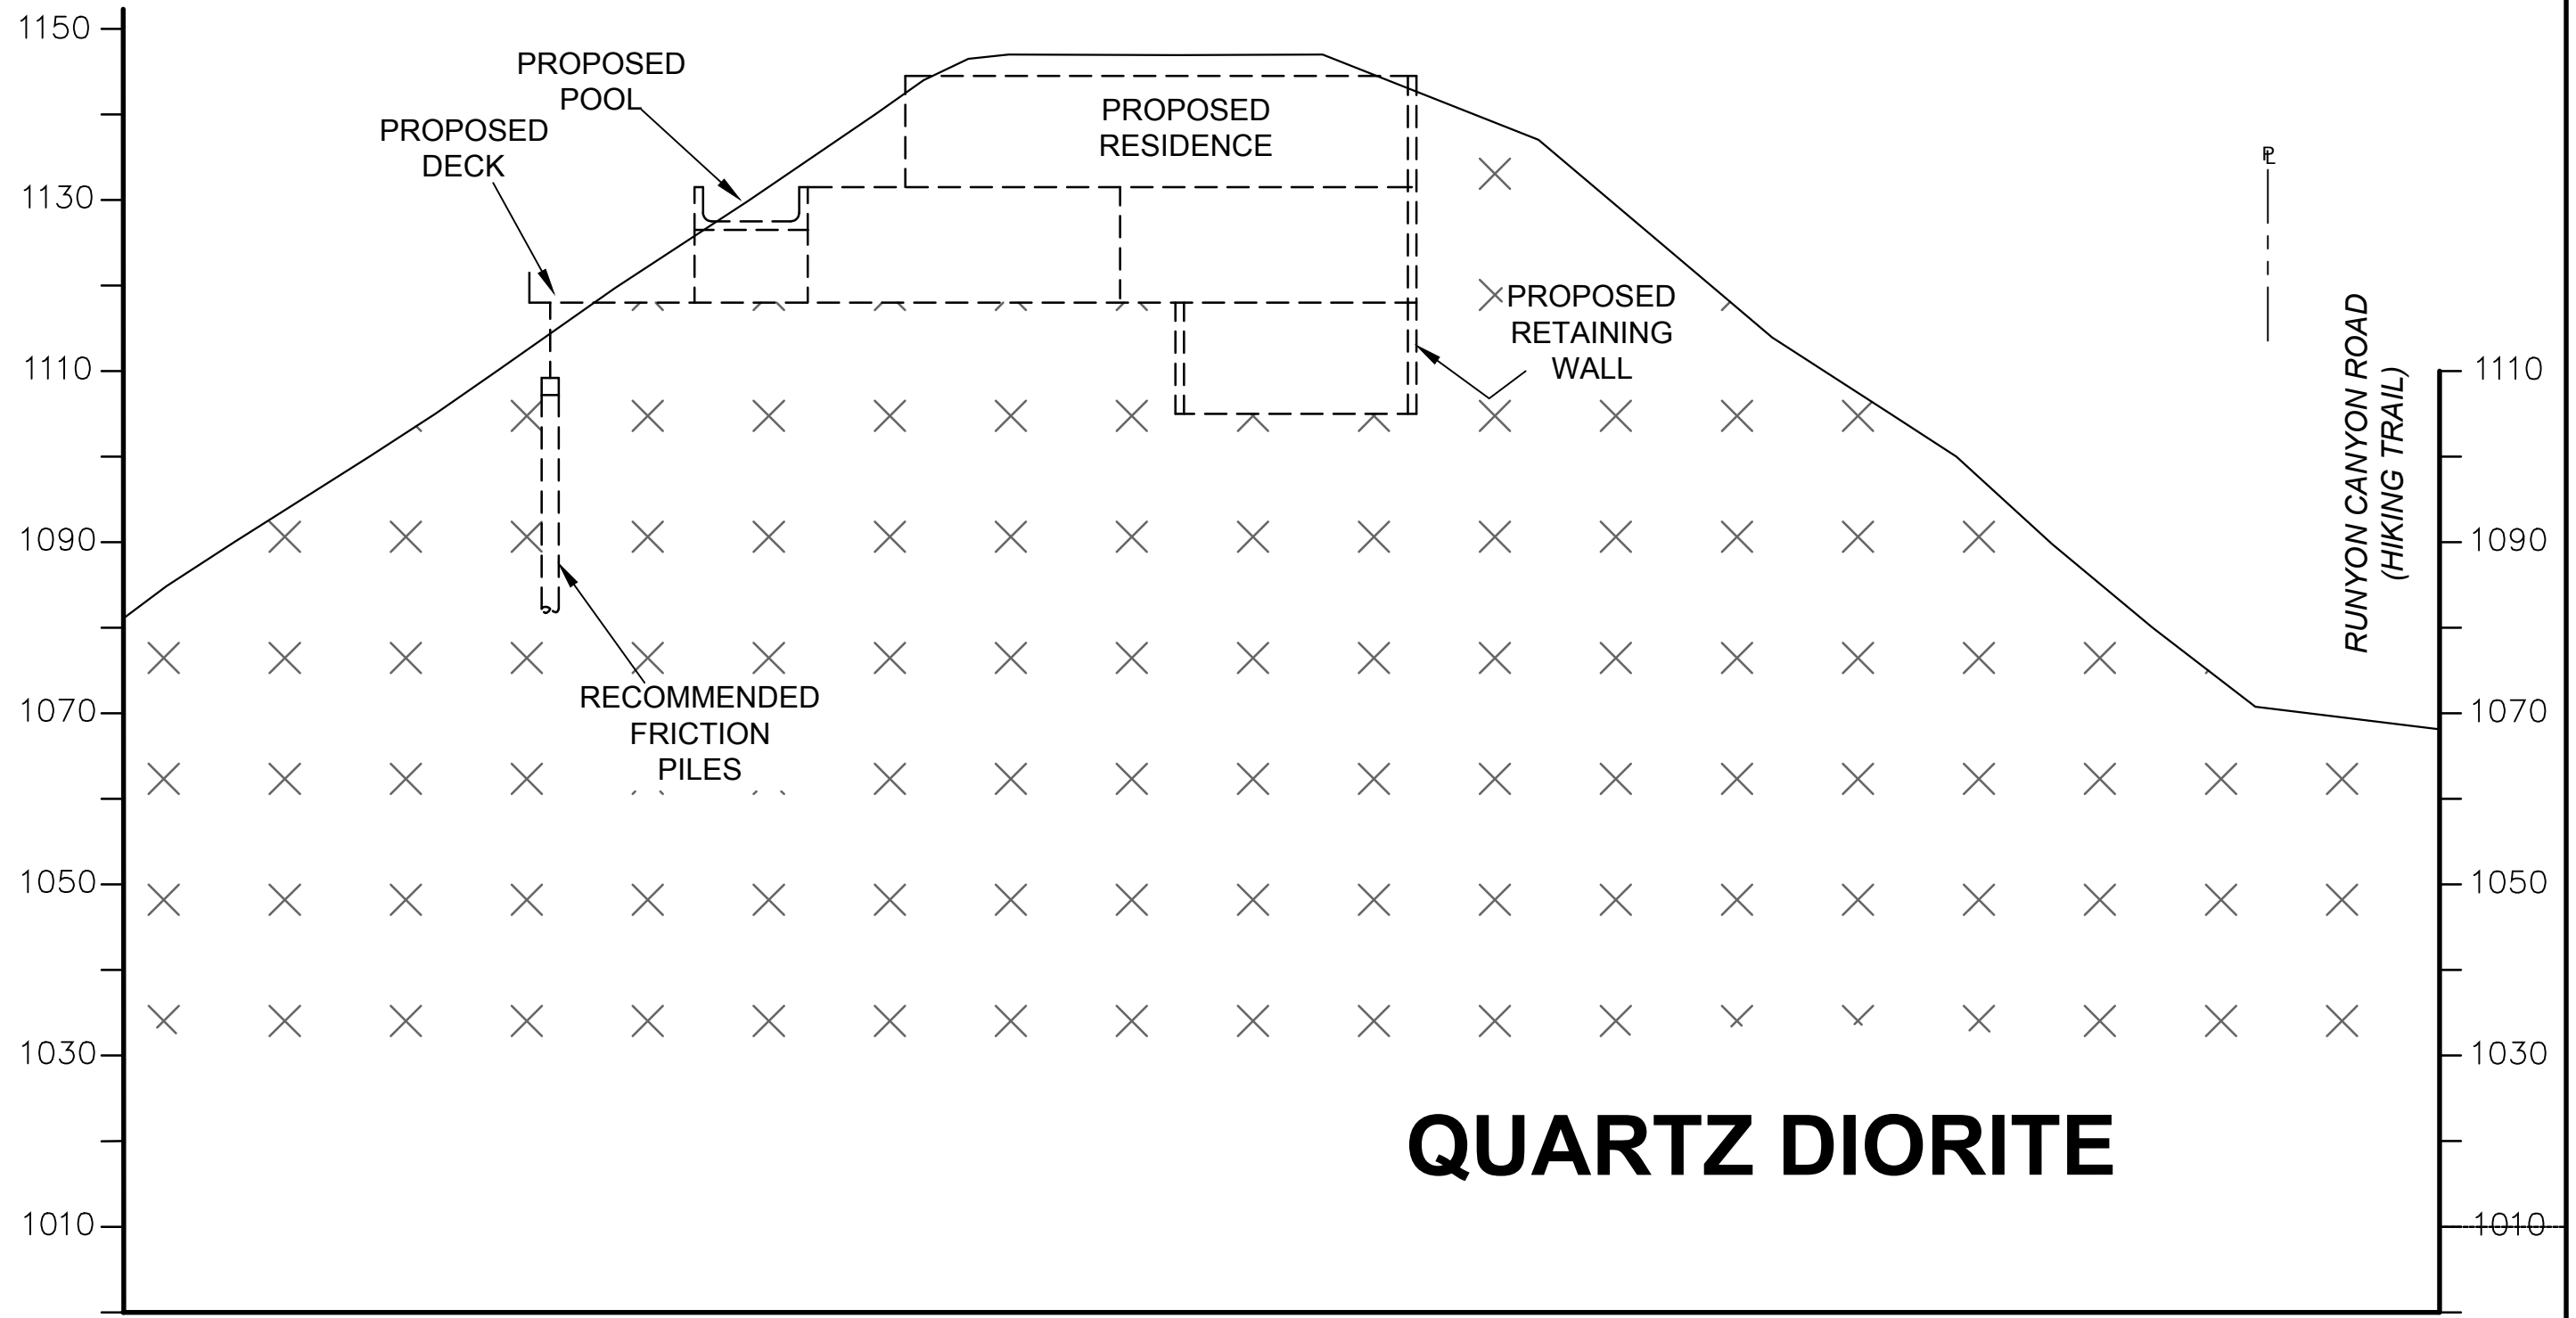 1150
PROPOSED
POOL
PROPOSED
DECK
PROPOSED
RESIDENCE
1130
PL
PROPOSED
RETAINING
WALL
1110
1110
RUNYON CANYON ROAD
(HIKING TRAIL)
1090
1090
RECOMMENDED
FRICTION
PILES
1070
1070
1050
1050
1030
1030
QUARTZ DIORITE
1010
1010